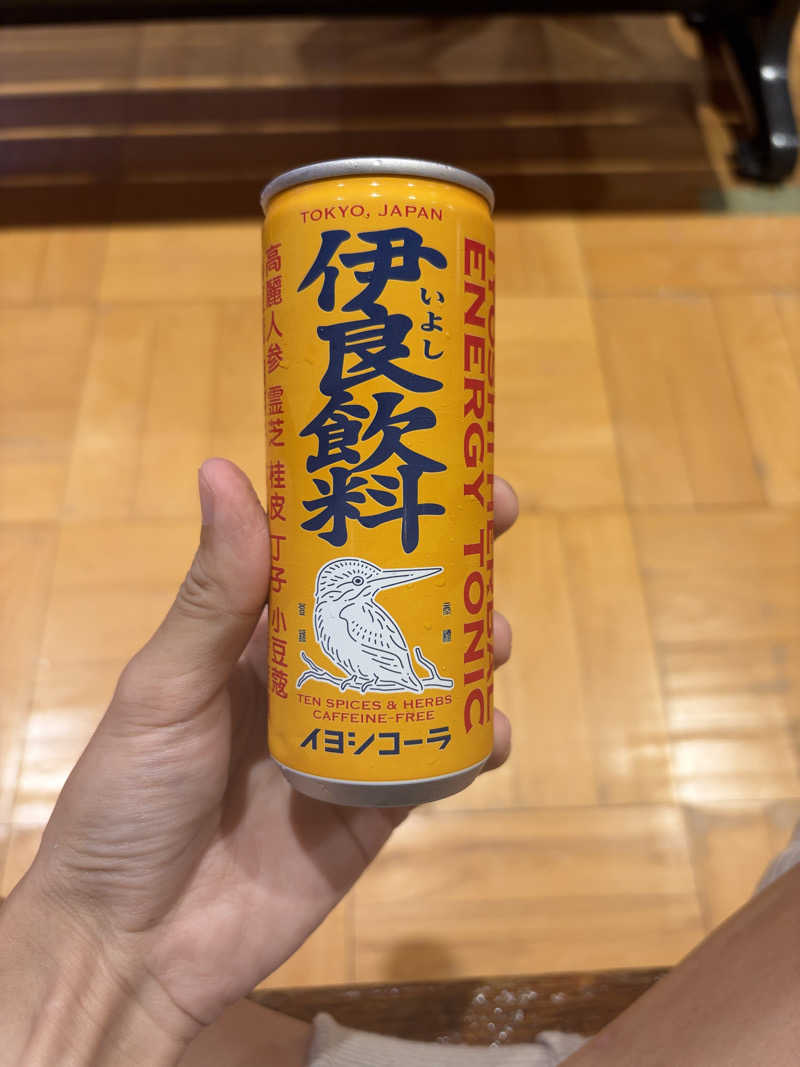 TOKYO, JAPAN
伊良飲料
いよし
高麗人参 霊芝 桂皮 丁子 小豆蔲
ENERGY TONIC
TEN SPICES & HERBS
CAFFEINE-FREE
イヨシコーラ